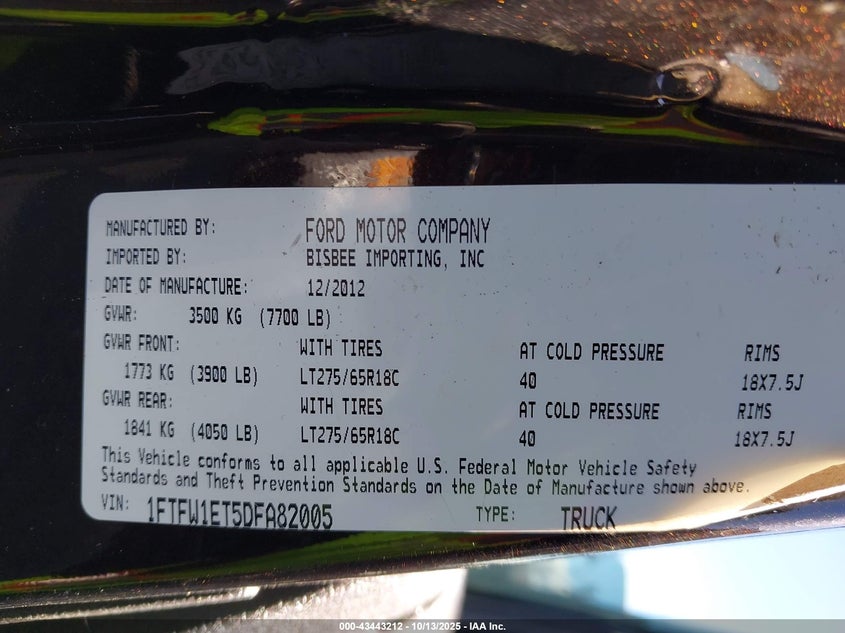 MANUFACTURED BY: FORD MOTOR COMPANY
IMPORTED BY: BISBEE IMPORTING, INC
DATE OF MANUFACTURE: 12/2012
GVWR: 3500 KG (7700 LB)
GVWR FRONT: WITH TIRES AT COLD PRESSURE RIMS
1773 KG (3900 LB) LT275/65R18C 40 18X7.5J
GVWR REAR: WITH TIRES AT COLD PRESSURE RIMS
1841 KG (4050 LB) LT275/65R18C 40 18X7.5J
This Vehicle conforms to all applicable U.S. Federal Motor Vehicle Safety
Standards and Theft Prevention Standards on the Date of Manufacture shown above.
VIN: 1FTFW1ET5DFA82005 TYPE: TRUCK
000-43443212 - 10/13/2025 - IAA Inc.